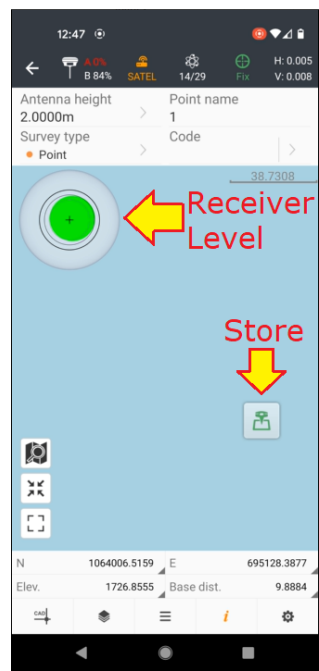 12:47
A 0%
B 84%
SATEL
14/29
Fix
H: 0.005
V: 0.008
Antenna height
2.0000m
Point name
1
Survey type
Point
Code
38.7308
Receiver
Level
Store
N 1064006.5159 E 695128.3877
Elev. 1726.8555 Base dist. 9.8884
CAD
i